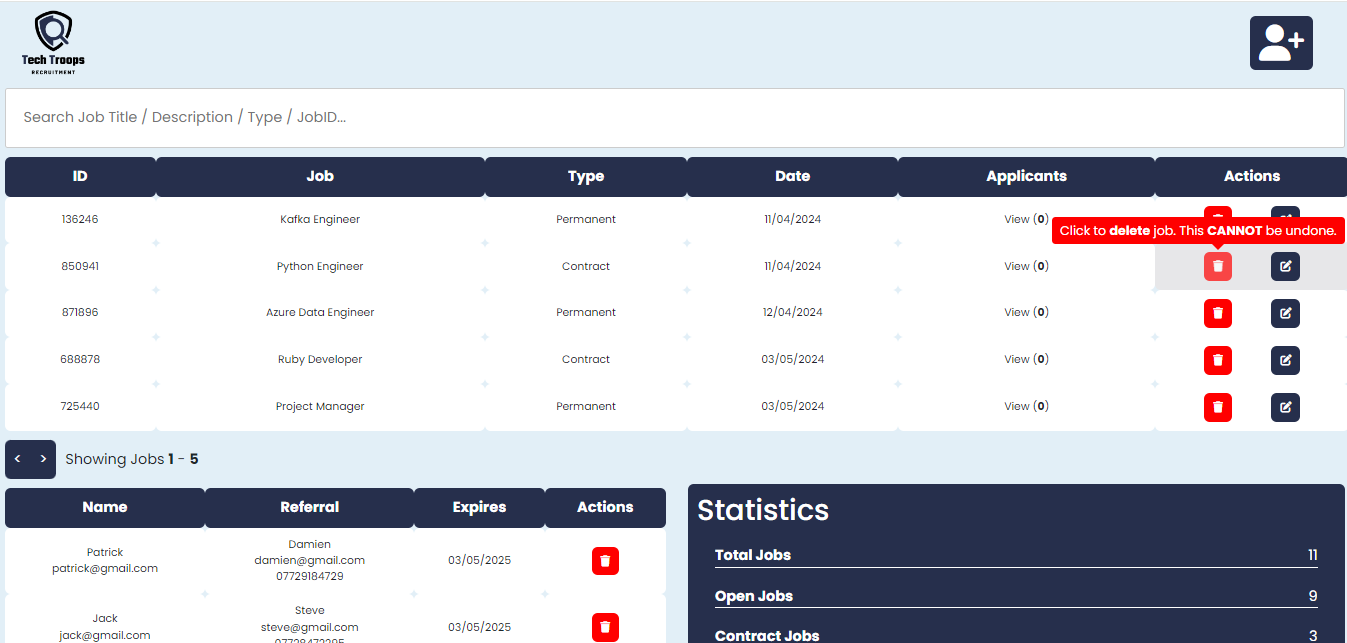 Tech Troops
RECRUITMENT
Search Job Title / Description / Type / JobID...
ID Job Type Date Applicants Actions
136246 Kafka Engineer Permanent 11/04/2024 View (0)
Click to delete job. This CANNOT be undone.
850941 Python Engineer Contract 11/04/2024 View (0)
871896 Azure Data Engineer Permanent 12/04/2024 View (0)
688878 Ruby Developer Contract 03/05/2024 View (0)
725440 Project Manager Permanent 03/05/2024 View (0)
< > Showing Jobs 1 - 5
Name Referral Expires Actions
Patrick
patrick@gmail.com
Damien
damien@gmail.com
07729184729
03/05/2025
Jack
jack@gmail.com
Steve
steve@gmail.com
03/05/2025
Statistics
Total Jobs 11
Open Jobs 9
Contract Jobs 3